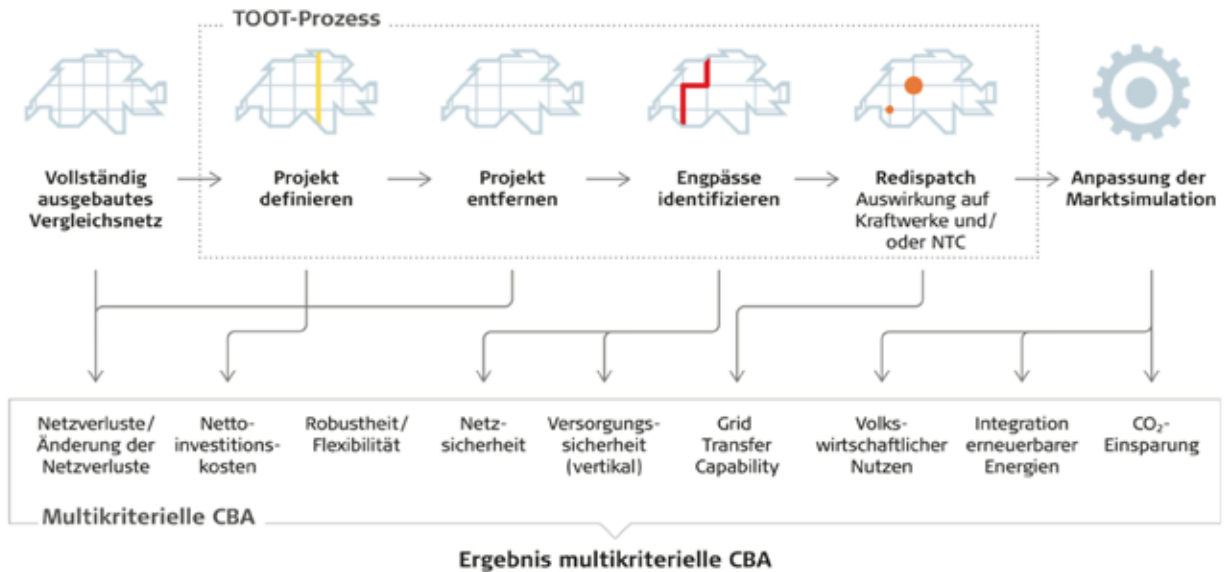 TOOT-Prozess
Vollständig
ausgebautes
Vergleichsnetz
Projekt
definieren
Projekt
entfernen
Engpässe
identifizieren
Redispatch
Auswirkung auf
Kraftwerke und/
oder NTC
Anpassung der
Marktsimulation
Netzverluste/
Änderung der
Netzverluste
Netto-
investitions-
kosten
Robustheit/
Flexibilität
Netz-
sicherheit
Versorgungs-
sicherheit
(vertikal)
Grid
Transfer
Capability
Volks-
wirtschaftlicher
Nutzen
Integration
erneuerbarer
Energien
CO₂-
Einsparung
Multikriterielle CBA
Ergebnis multikriterielle CBA